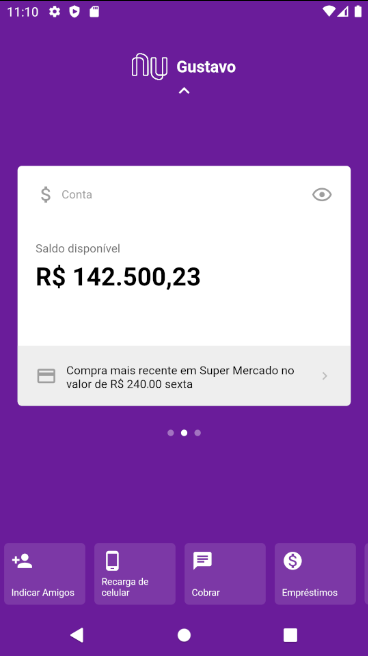 11:10
nu Gustavo
Conta
Saldo disponível
R$ 142.500,23
Compra mais recente em Super Mercado no
valor de R$ 240.00 sexta
Indicar Amigos
Recarga de
celular
Cobrar
Empréstimos